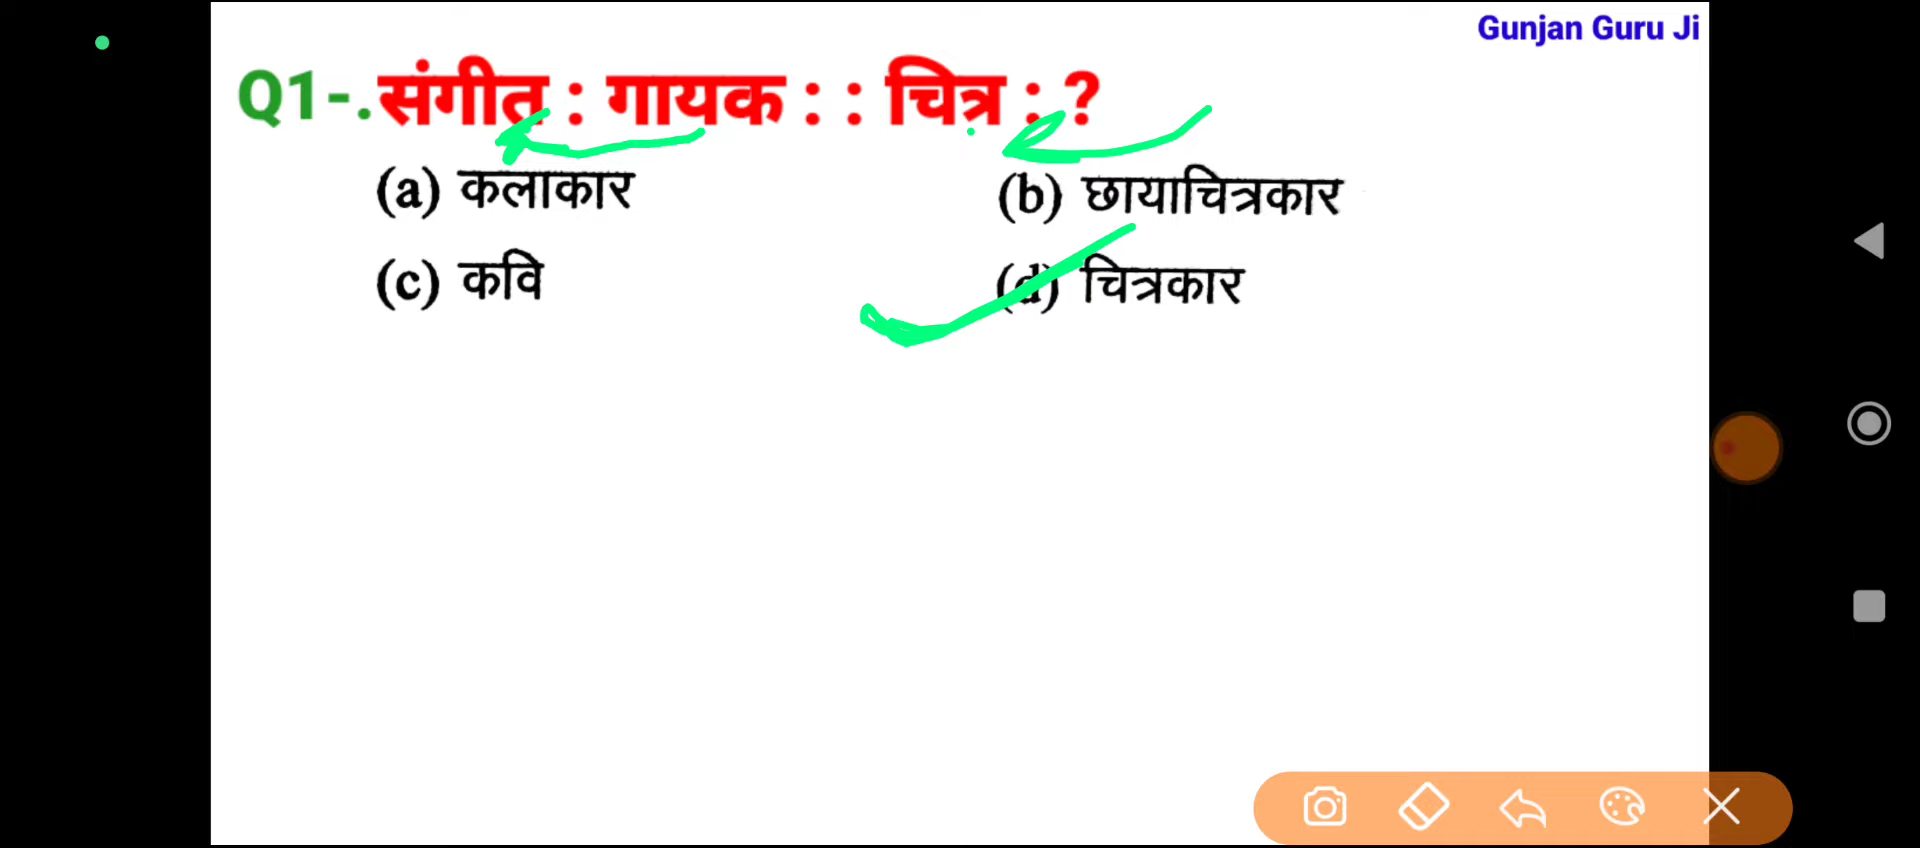 Gunjan Guru Ji
Q1-.संगीत : गायक : : चित्र : ?
(a) कलाकार (b) छायाचित्रकार
(c) कवि (d) चित्रकार